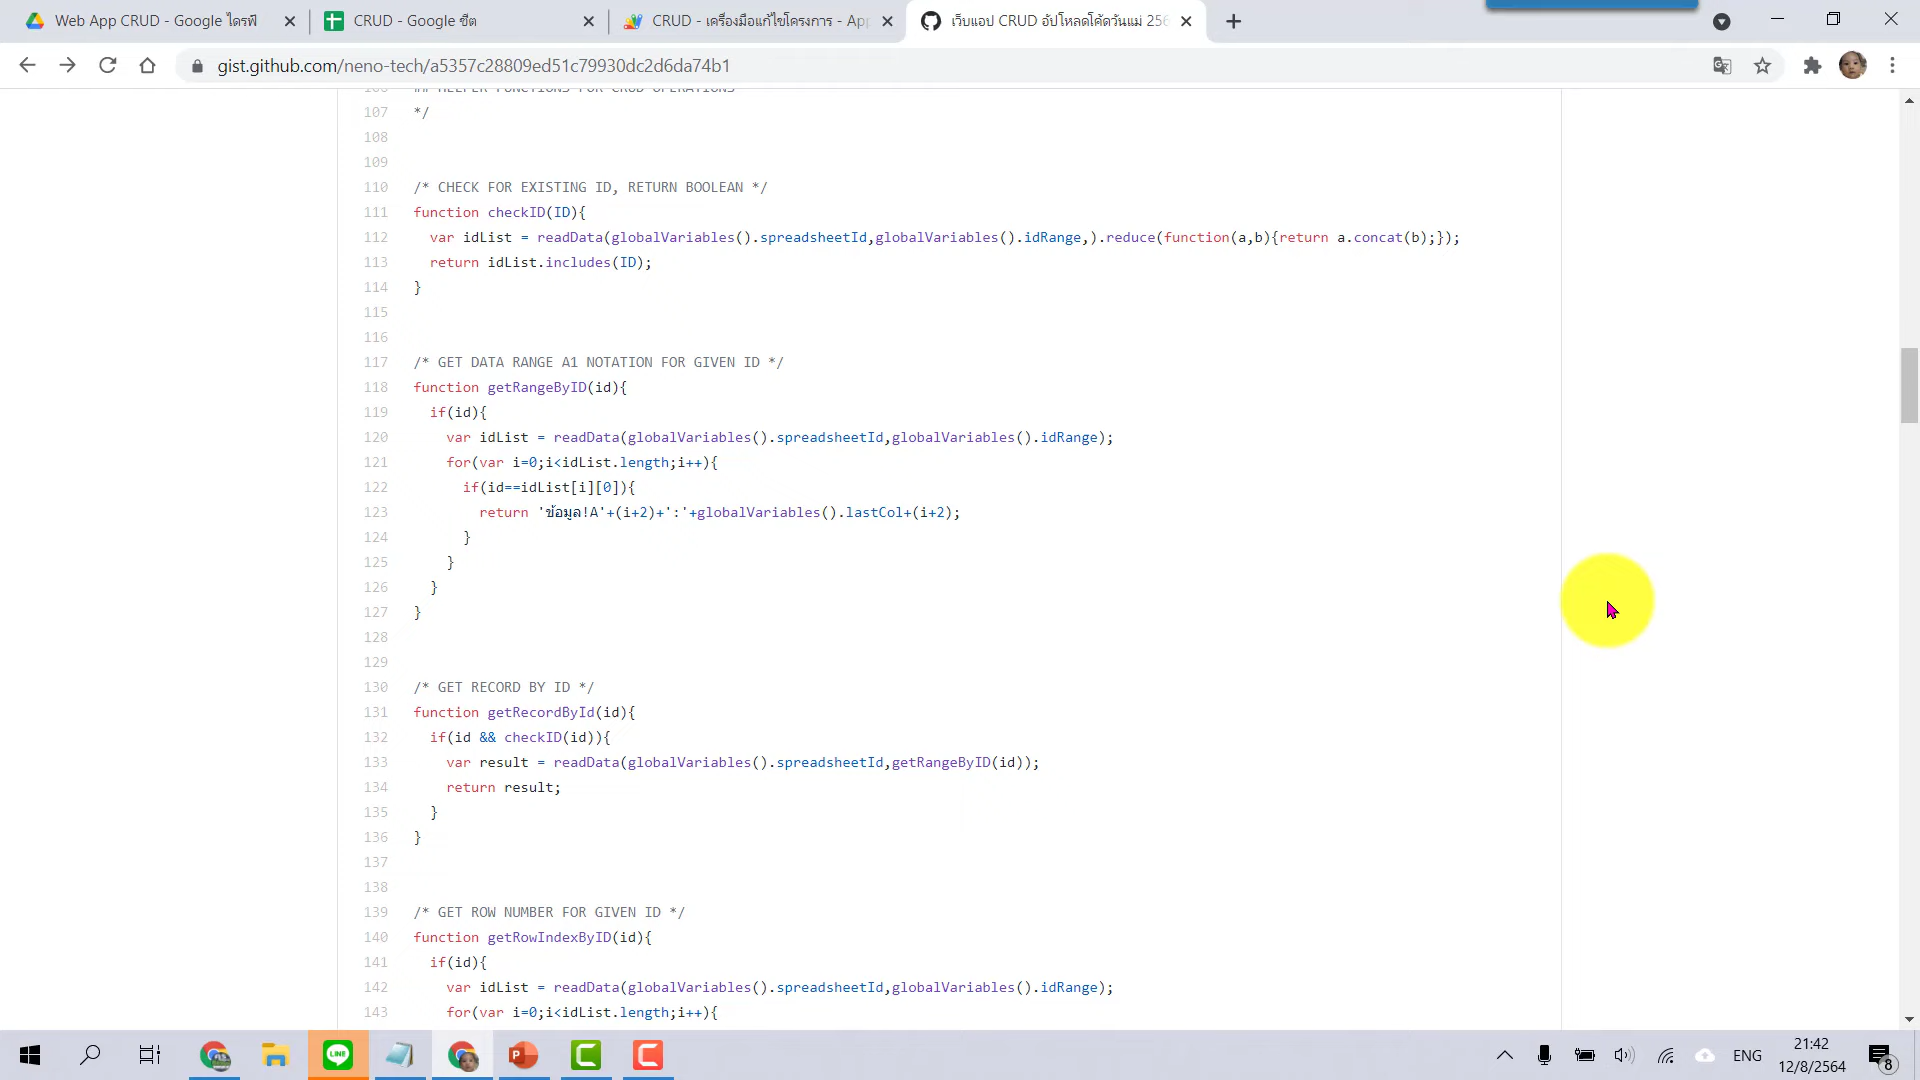 Web App CRUD - Google ไดรฟ์
CRUD - Google ชีต
CRUD - เครื่องมือแก้ไขโครงการ - App
เว็บแอป CRUD อัปโหลดโค้ดวันแม่ 256
gist.github.com/neno-tech/a5357c28809ed51c79930dc2d6da74b1
106 ## HELPER FUNCTIONS FOR CRUD OPERATIONS
107 */
108
109
110 /* CHECK FOR EXISTING ID, RETURN BOOLEAN */
111 function checkID(ID){
112 var idList = readData(globalVariables().spreadsheetId,globalVariables().idRange,).reduce(function(a,b){return a.concat(b);});
113 return idList.includes(ID);
114 }
115
116
117 /* GET DATA RANGE A1 NOTATION FOR GIVEN ID */
118 function getRangeByID(id){
119 if(id){
120 var idList = readData(globalVariables().spreadsheetId,globalVariables().idRange);
121 for(var i=0;i<idList.length;i++){
122 if(id==idList[i][0]){
123 return 'ข้อมูล!A'+(i+2)+':'+globalVariables().lastCol+(i+2);
124 }
125 }
126 }
127 }
128
129
130 /* GET RECORD BY ID */
131 function getRecordById(id){
132 if(id && checkID(id)){
133 var result = readData(globalVariables().spreadsheetId,getRangeByID(id));
134 return result;
135 }
136 }
137
138
139 /* GET ROW NUMBER FOR GIVEN ID */
140 function getRowIndexByID(id){
141 if(id){
142 var idList = readData(globalVariables().spreadsheetId,globalVariables().idRange);
143 for(var i=0;i<idList.length;i++){
LINE
ENG
21:42
12/8/2564
8